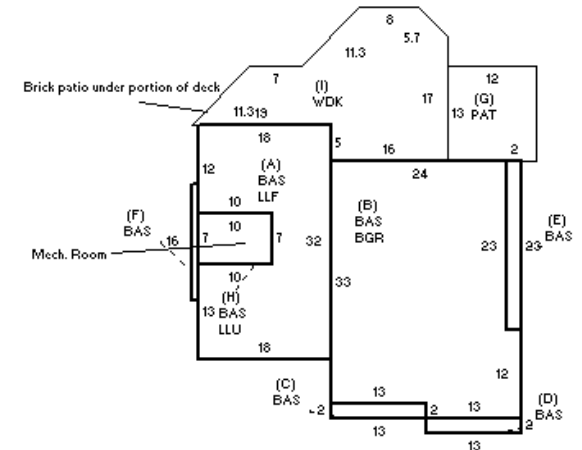 8
5.7
11.3
7
12
Brick patio under portion of deck
(I)
WDK
17
(G)
13 PAT
11.319
18
5
16
2
12
(A)
BAS
LLF
24
10
(B)
BAS
BGR
(F)
BAS
16
10
7
7
32
23
23
(E)
BAS
Mech. Room
10
33
(H)
13 BAS
LLU
18
12
(C)
BAS
13
2
2
13
(D)
BAS
2
13
13